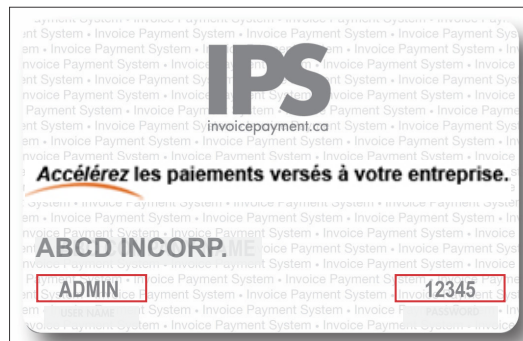 IPS
invoicepayment.ca
Accélérez les paiements versés à votre entreprise.
ABCD INCORP.
ADMIN 12345
USER NAME PASSWORD